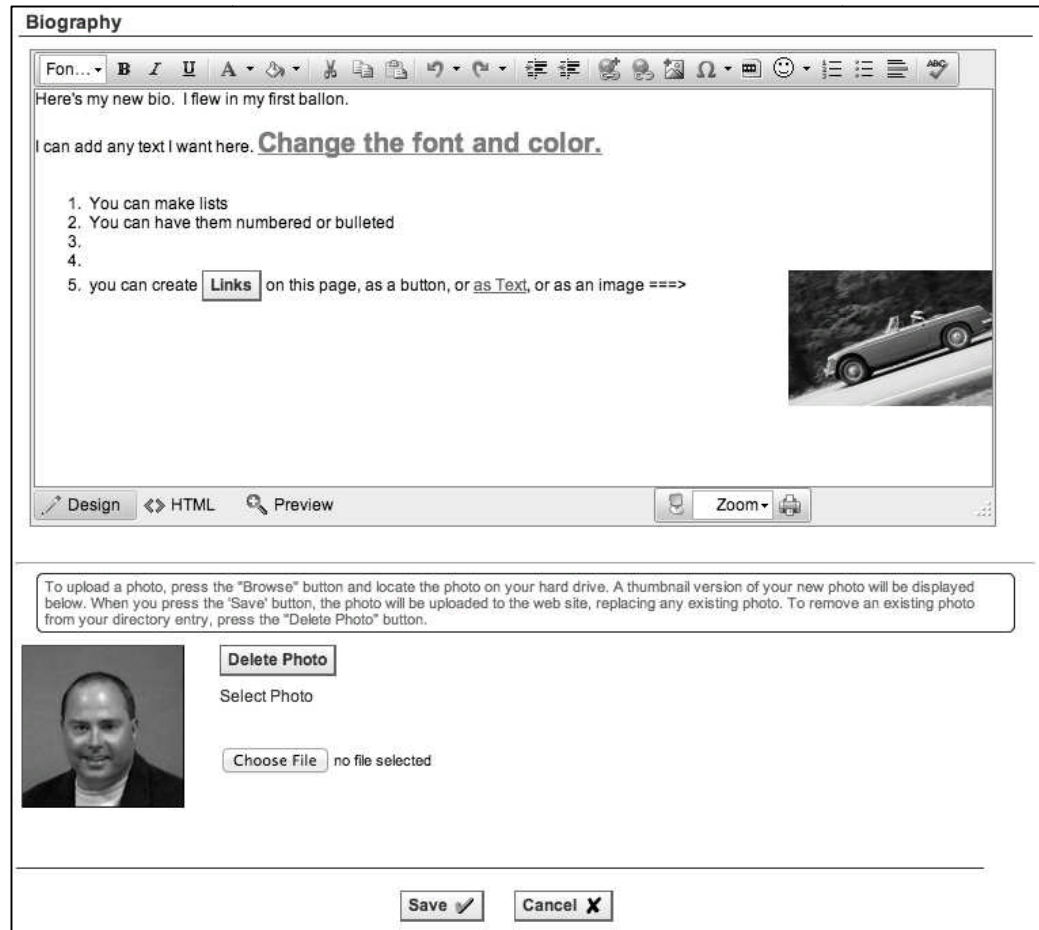 Biography
Fon... B I U A Ω ABC
Here's my new bio. I flew in my first ballon.
I can add any text I want here. Change the font and color.
1. You can make lists
2. You can have them numbered or bulleted
3.
4.
5. you can create Links on this page, as a button, or as Text, or as an image ===>
Design HTML Preview Zoom
To upload a photo, press the "Browse" button and locate the photo on your hard drive. A thumbnail version of your new photo will be displayed
below. When you press the 'Save' button, the photo will be uploaded to the web site, replacing any existing photo. To remove an existing photo
from your directory entry, press the "Delete Photo" button.
Delete Photo
Select Photo
Choose File no file selected
Save Cancel